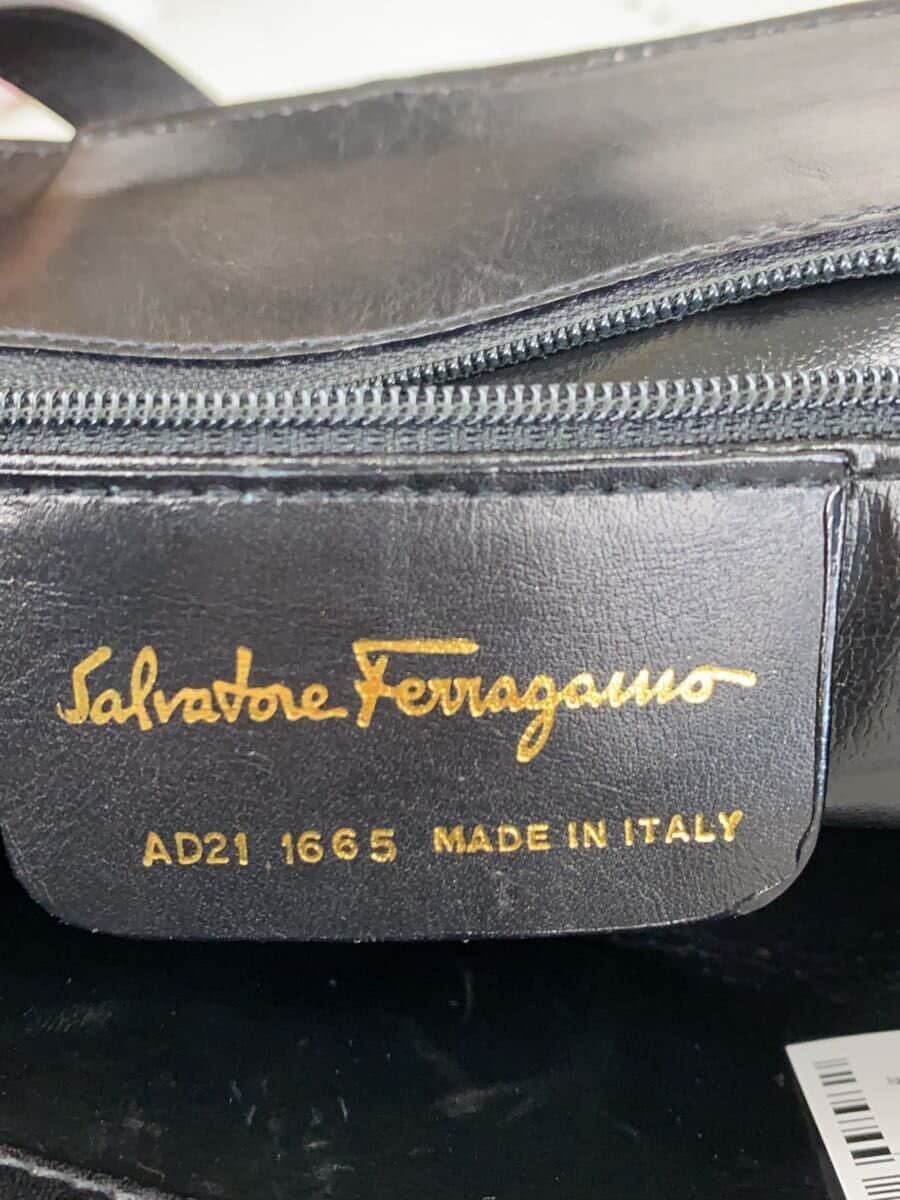 Salvatore Ferragamo
AD21 1665 MADE IN ITALY